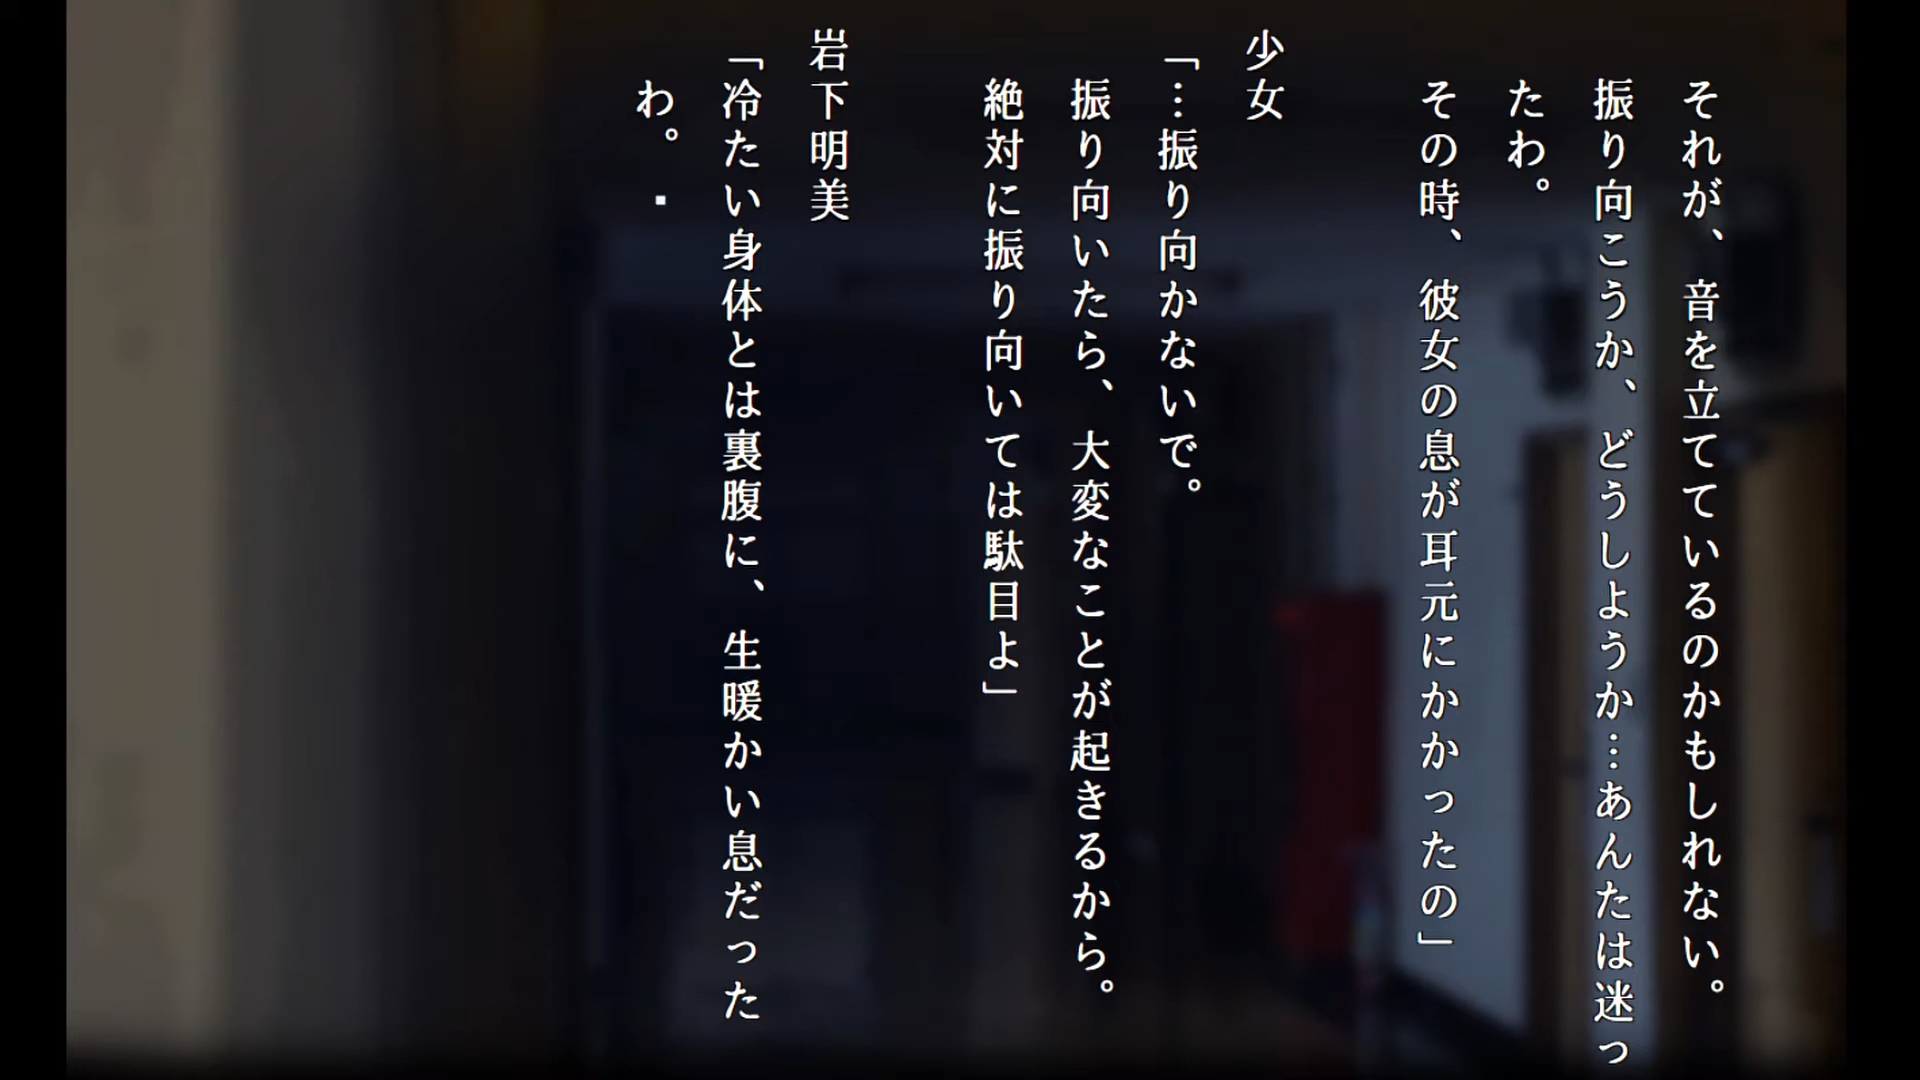 それが、音を立てているのかもしれない。
振り向こうか、どうしようか…あんたは迷っ
たわ。
その時、彼女の息が耳元にかかったの」
少女
「…振り向かないで。
振り向いたら、大変なことが起きるから。
絶対に振り向いては駄目よ」
岩下明美
「冷たい身体とは裏腹に、生暖かい息だった
わ。